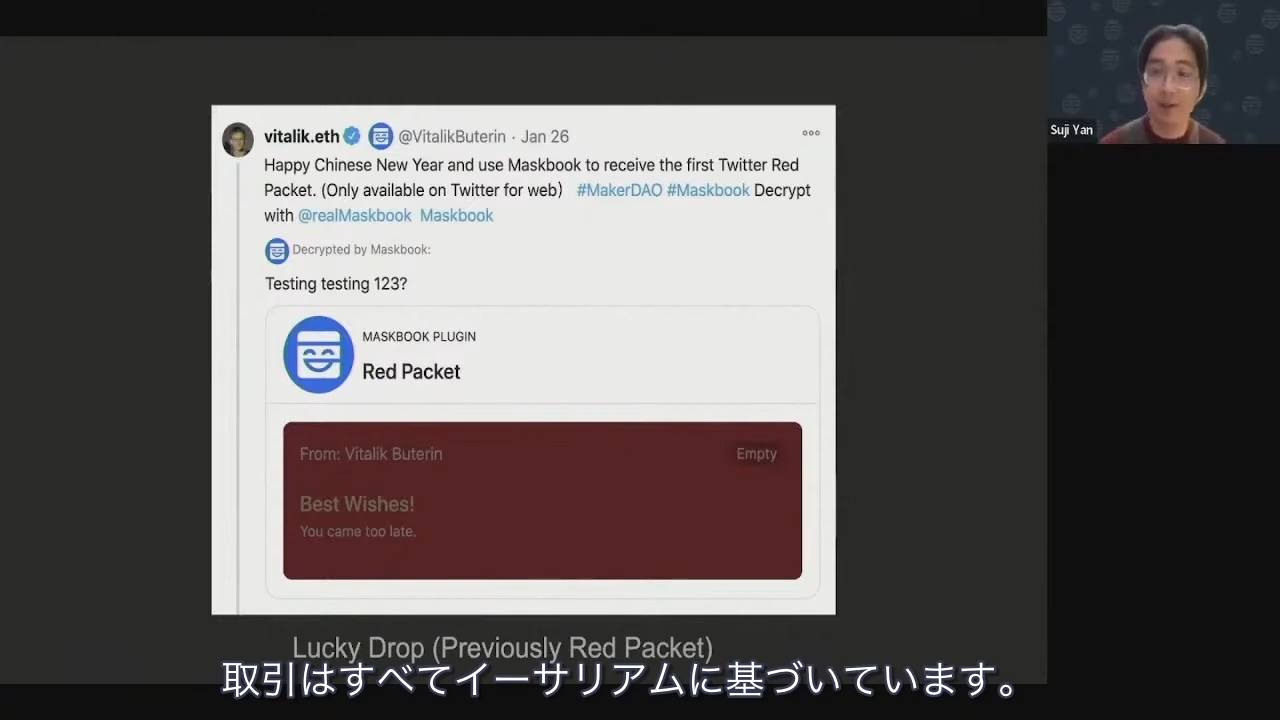 vitalik.eth @VitalikButerin · Jan 26
Happy Chinese New Year and use Maskbook to receive the first Twitter Red
Packet. (Only available on Twitter for web) #MakerDAO #Maskbook Decrypt
with @realMaskbook Maskbook
Decrypted by Maskbook:
Testing testing 123?
MASKBOOK PLUGIN
Red Packet
From: Vitalik Buterin
Empty
Best Wishes!
You came too late.
Lucky Drop (Previously Red Packet)
取引はすべてイーサリアムに基づいています。
Suji Yan